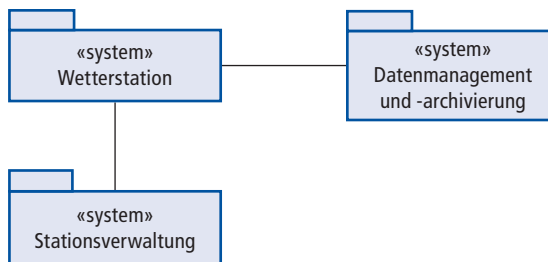 «system»
Wetterstation
«system»
Datenmanagement
und -archivierung
«system»
Stationsverwaltung